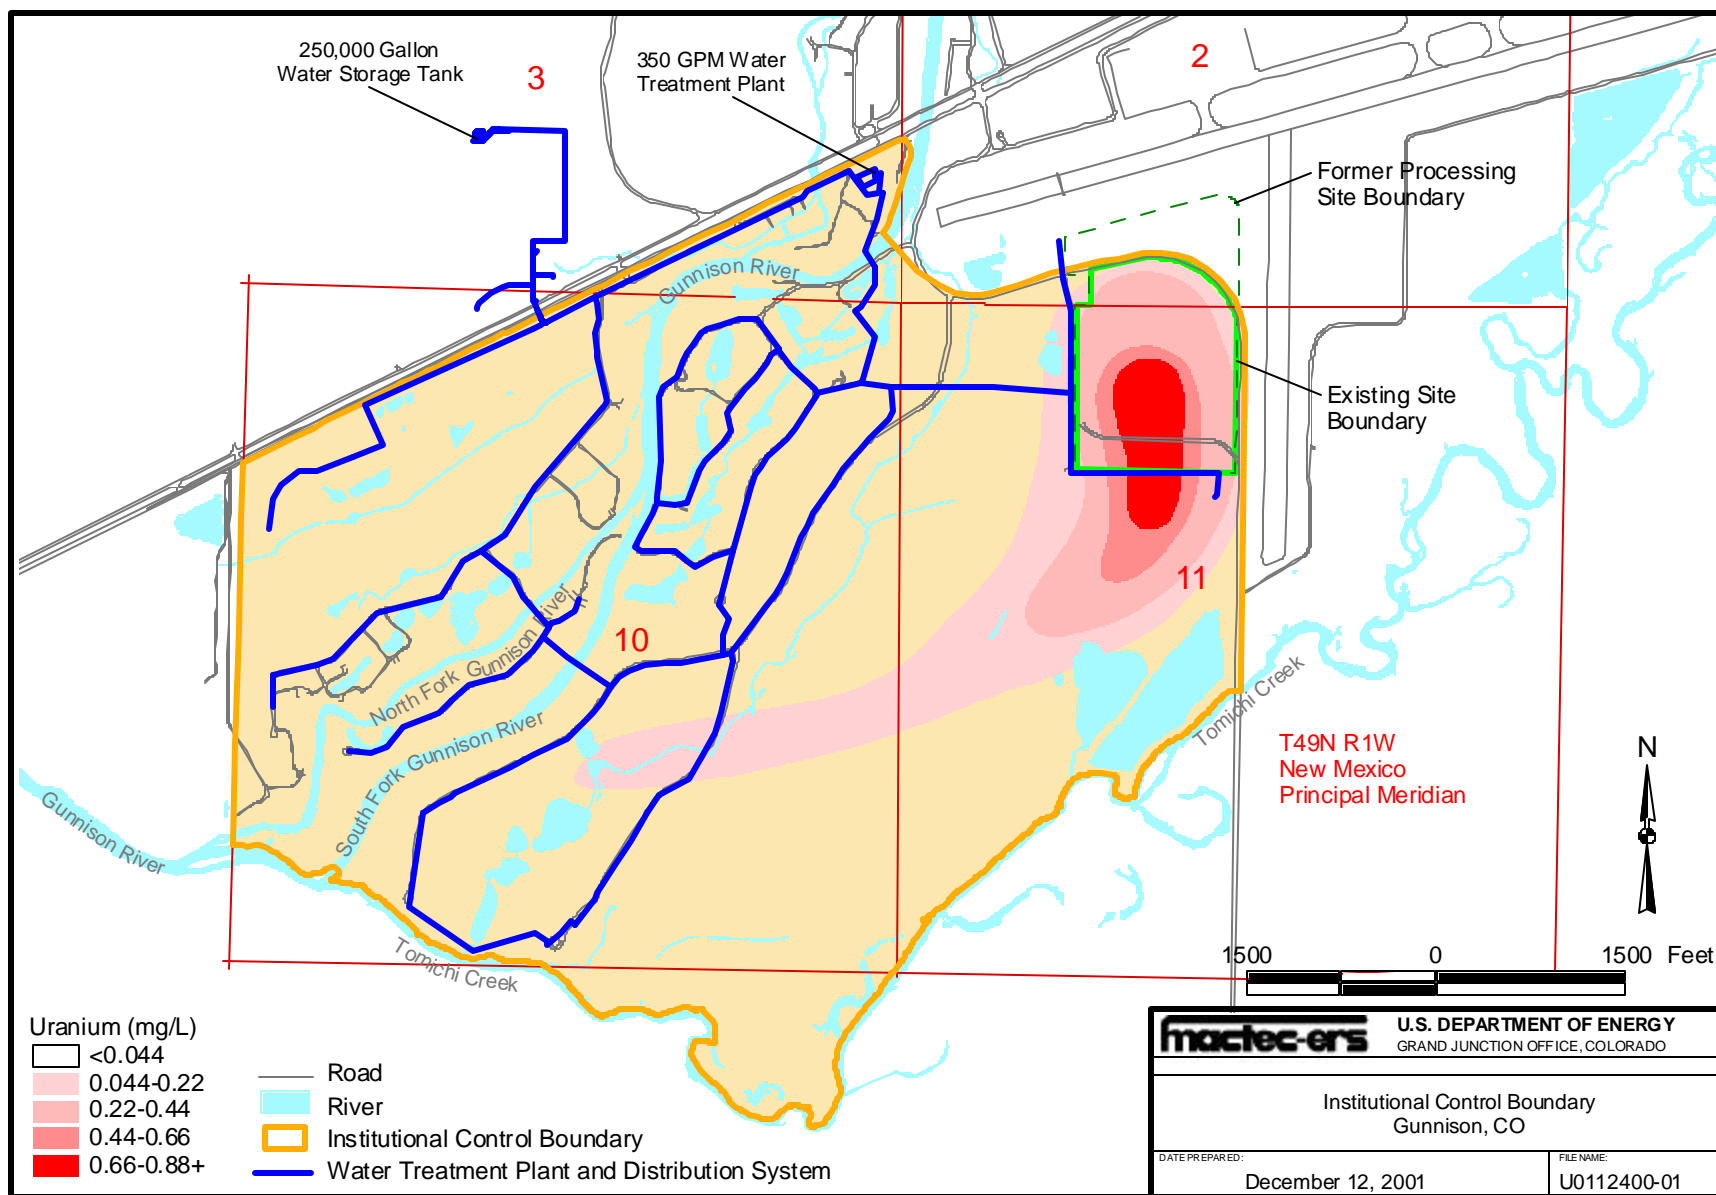 250,000 Gallon
Water Storage Tank
3
350 GPM Water
Treatment Plant
2
Former Processing
Site Boundary
Gunnison River
Existing Site
Boundary
11
10
North Fork Gunnison River
South Fork Gunnison River
Gunnison River
Tomichi Creek
Tomichi Creek
T49N R1W
New Mexico
Principal Meridian
N
1500 0 1500 Feet
Uranium (mg/L)
<0.044
0.044-0.22
0.22-0.44
0.44-0.66
0.66-0.88+
Road
River
Institutional Control Boundary
Water Treatment Plant and Distribution System
mactec-ers
U.S. DEPARTMENT OF ENERGY
GRAND JUNCTION OFFICE, COLORADO
Institutional Control Boundary
Gunnison, CO
DATE PREPARED:
December 12, 2001
FILENAME:
U0112400-01